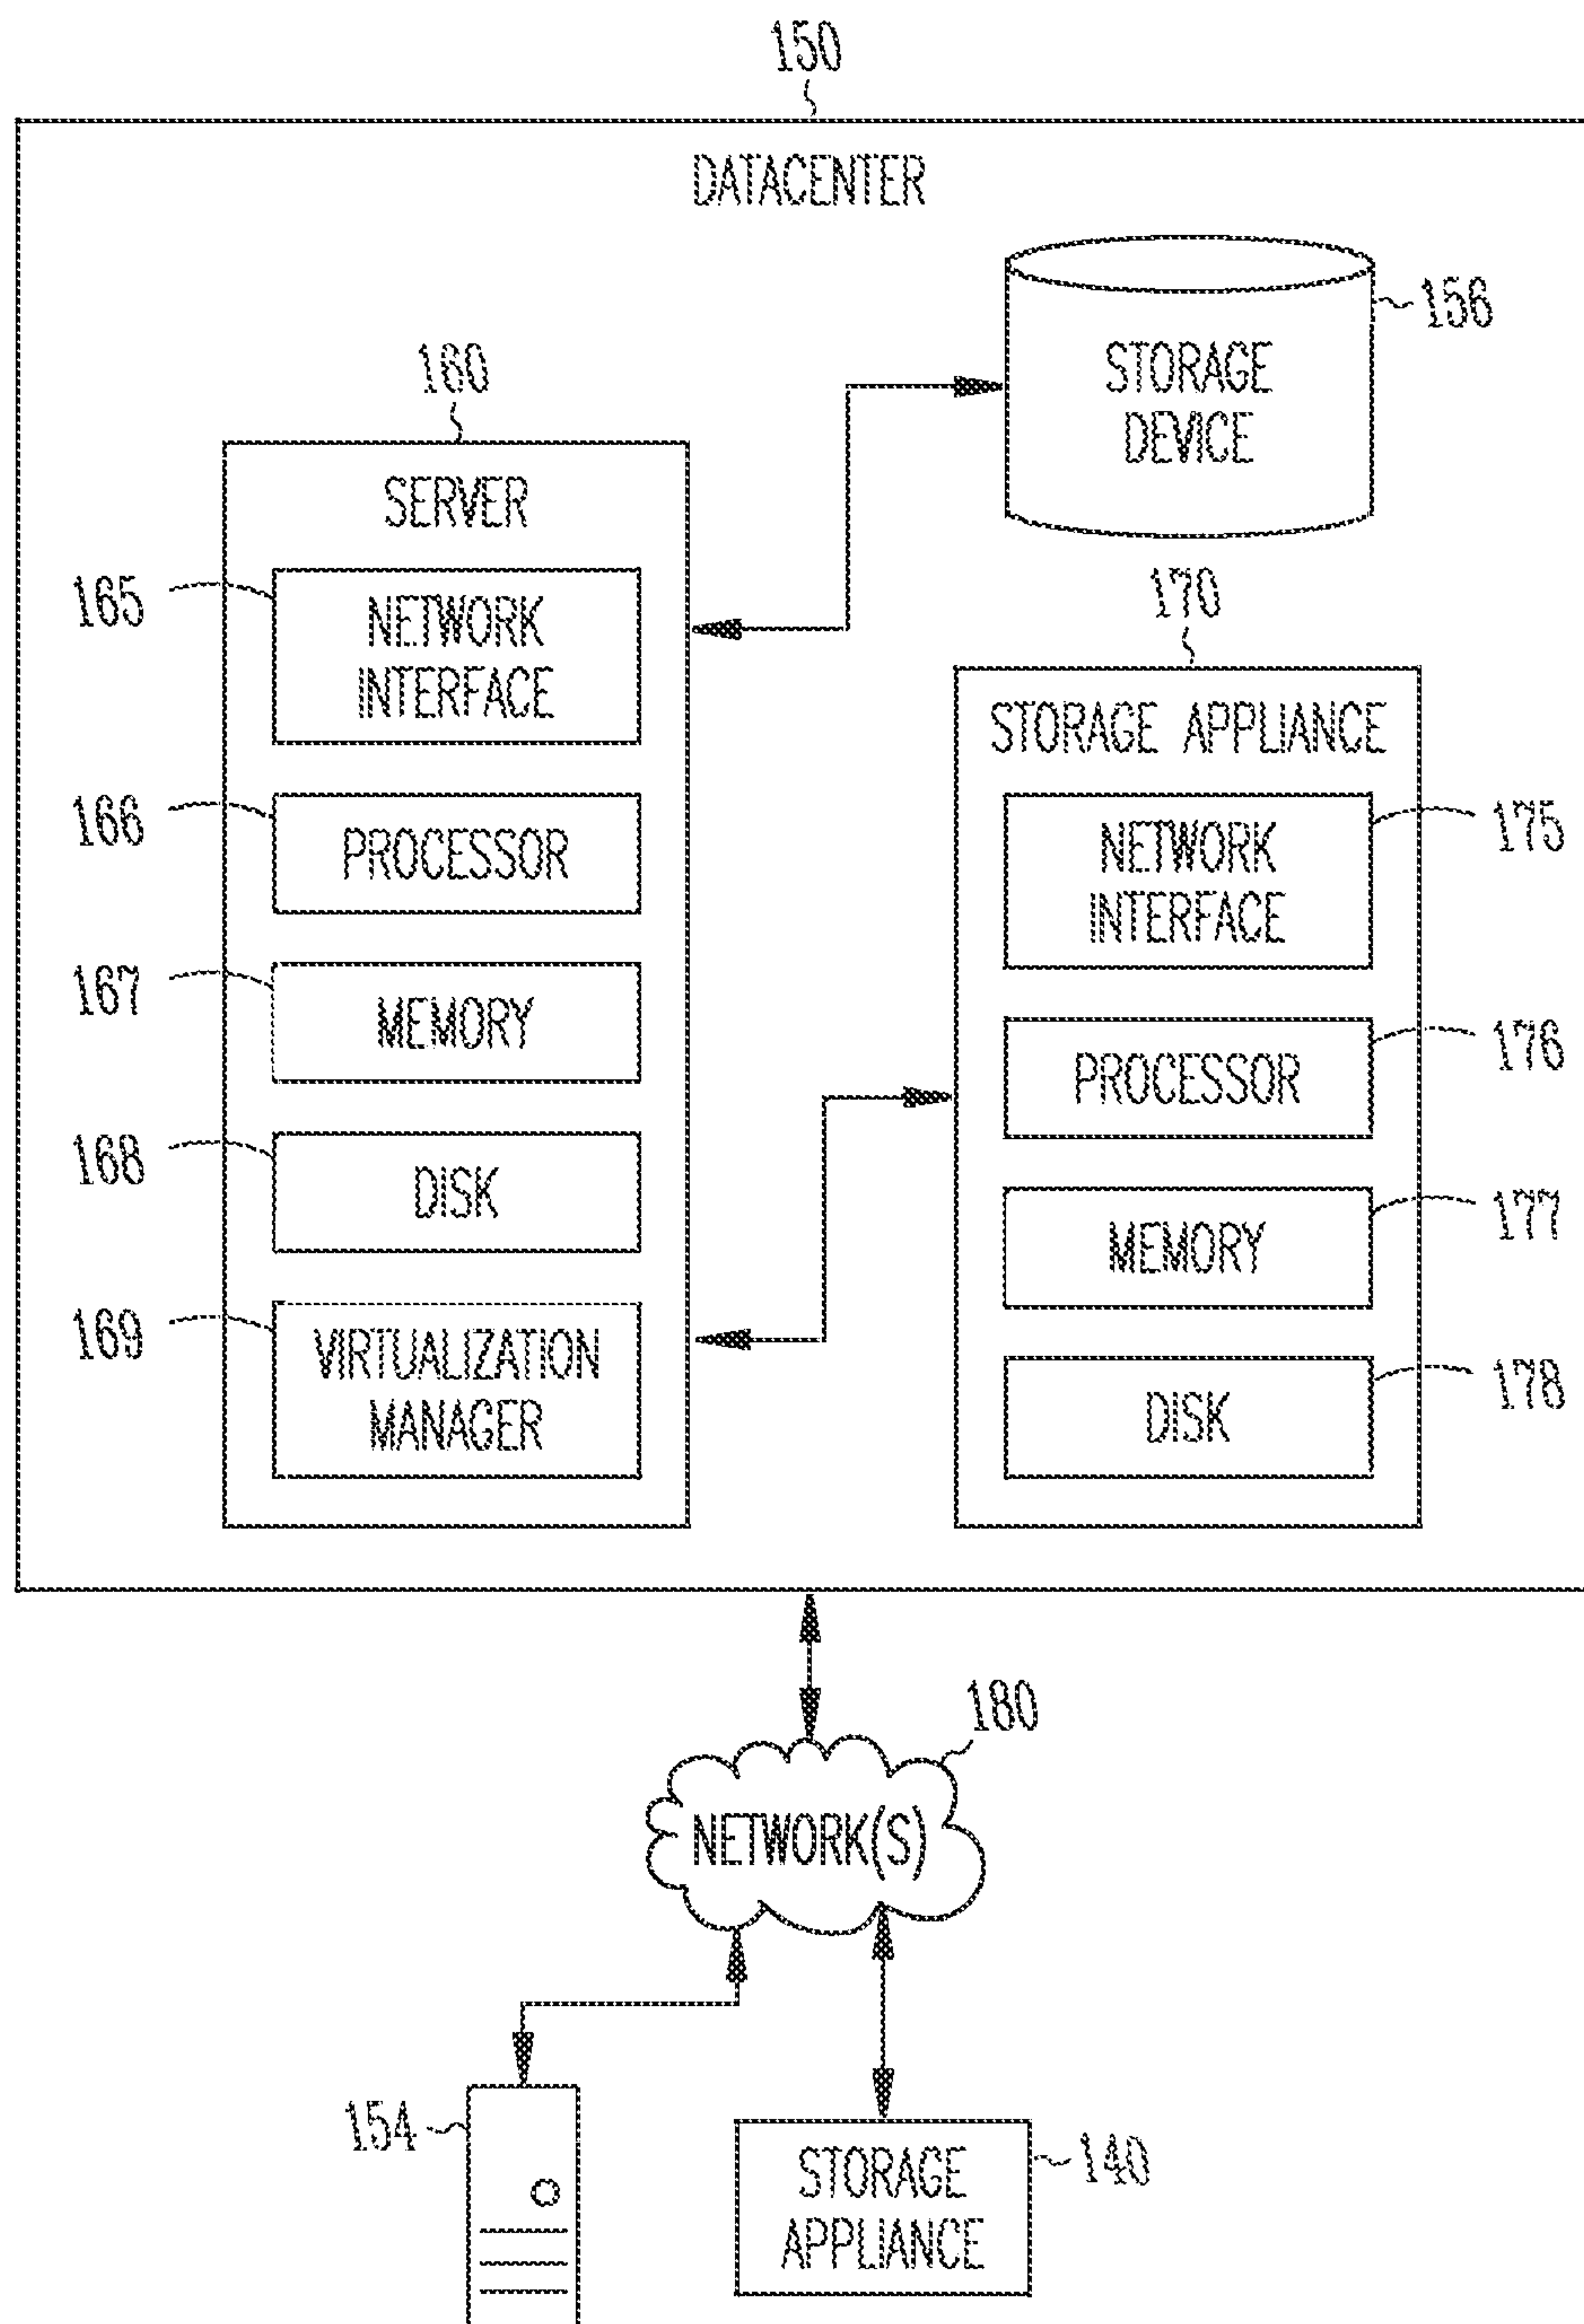 150
DATACENTER
156
STORAGE
DEVICE
160
SERVER
165
NETWORK
INTERFACE
166
PROCESSOR
167
MEMORY
168
DISK
169
VIRTUALIZATION
MANAGER
170
STORAGE APPLIANCE
NETWORK
INTERFACE
175
PROCESSOR
176
MEMORY
177
DISK
178
180
NETWORK(S)
154
STORAGE
APPLIANCE
140